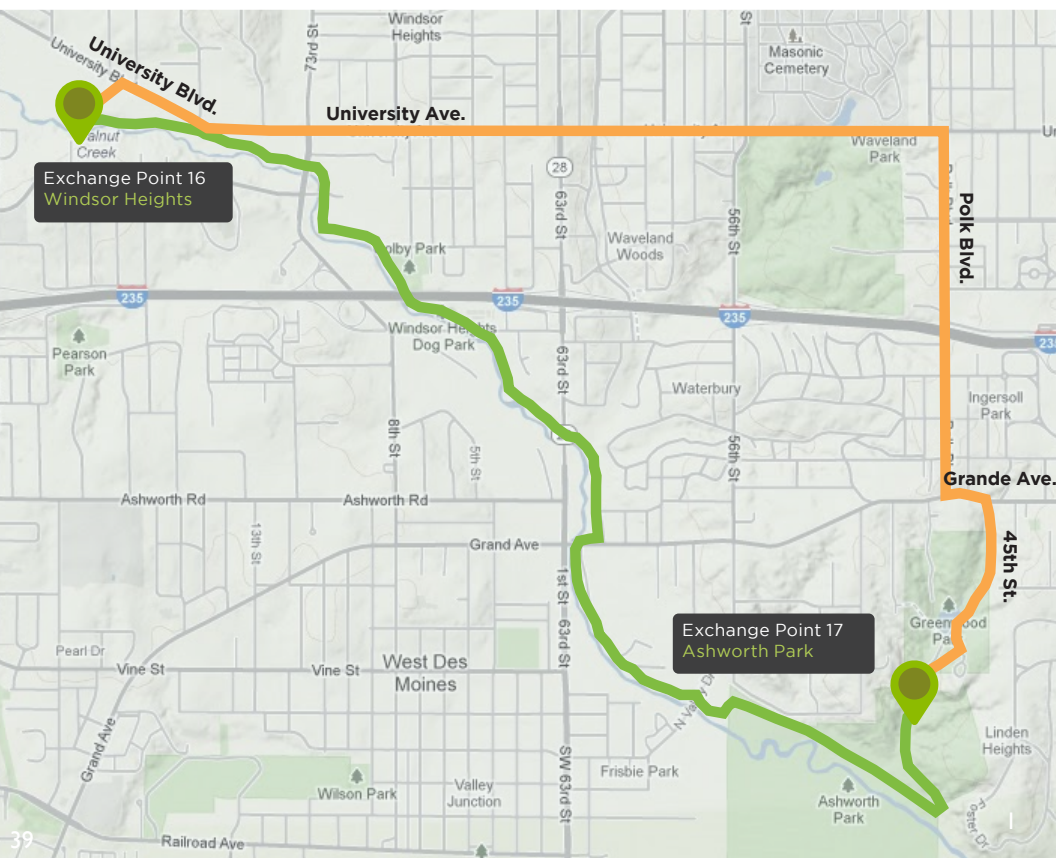 Windsor
Heights
St
73rd St
Masonic
Cemetery
University Blvd.
University Ave.
Walnut
Creek
Waveland
Park
Exchange Point 16
Windsor Heights
28
63rd St
56th St
Polk Blvd.
Waveland
Woods
Colby Park
235
235
235
Windsor Heights
Dog Park
Pearson
Park
63rd St
Waterbury
Ingersoll
Park
8th St
5th St
56th St
Grande Ave.
Ashworth Rd
Ashworth Rd
13th St
Grand Ave
45th St.
1st St
63rd St
Exchange Point 17
Ashworth Park
Greenwood
Park
Pearl Dr
Vine St
Vine St
West Des
Moines
N Valley Dr
Grand Ave
Linden
Heights
SW 63rd St
Frisbie Park
Wilson Park
Valley
Junction
Ashworth
Park
Foster Dr
39
Railroad Ave